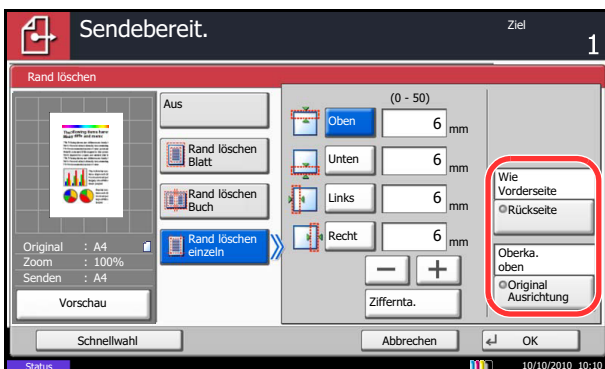 Sendebereit.
Ziel
1
Rand löschen
Aus
Rand löschen
Blatt
Rand löschen
Buch
Rand löschen
einzeln
Original : A4
Zoom : 100%
Senden : A4
Vorschau
(0 - 50)
Oben 6 mm
Unten 6 mm
Links 6 mm
Recht 6 mm
Ziffernta.
Wie
Vorderseite
Rückseite
Oberka.
oben
Original
Ausrichtung
Schnellwahl
Abbrechen
OK
Status
10/10/2010 10:10